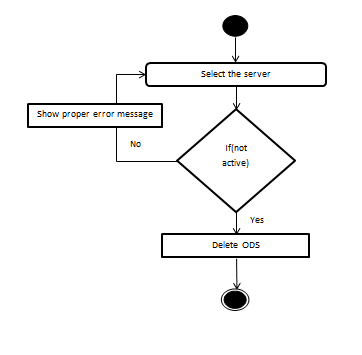 Select the server
Show proper error message
If(not
active)
No
Yes
Delete ODS